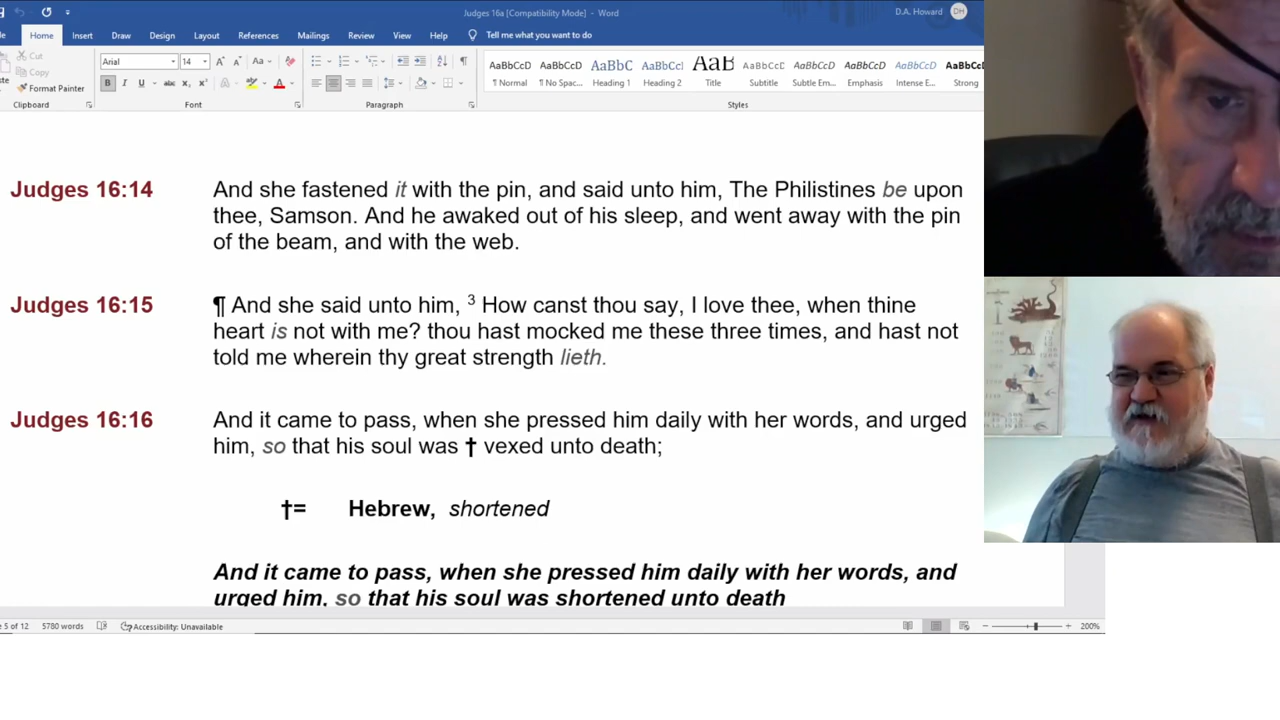 Judges 16a [Compatibility Mode] - Word
D.A. Howard DH
Home Insert Draw Design Layout References Mailings Review View Help Tell me what you want to do
Cut
Copy
Format Painter
Arial 14
AaBbCcD AaBbCcD AaBbC AaBbCcI AaB AaBbCcD AaBbCcD AaBbCcD AaBbCcD AaBbCc
¶ Normal ¶ No Spac... Heading 1 Heading 2 Title Subtitle Subtle Em... Emphasis Intense E... Strong
Clipboard Font Paragraph Styles
Judges 16:14 And she fastened it with the pin, and said unto him, The Philistines be upon
thee, Samson. And he awaked out of his sleep, and went away with the pin
of the beam, and with the web.
Judges 16:15 ¶ And she said unto him, ³ How canst thou say, I love thee, when thine
heart is not with me? thou hast mocked me these three times, and hast not
told me wherein thy great strength lieth.
Judges 16:16 And it came to pass, when she pressed him daily with her words, and urged
him, so that his soul was † vexed unto death;
†= Hebrew, shortened
And it came to pass, when she pressed him daily with her words, and
urged him, so that his soul was shortened unto death
5 of 12 5780 words Accessibility: Unavailable 200%